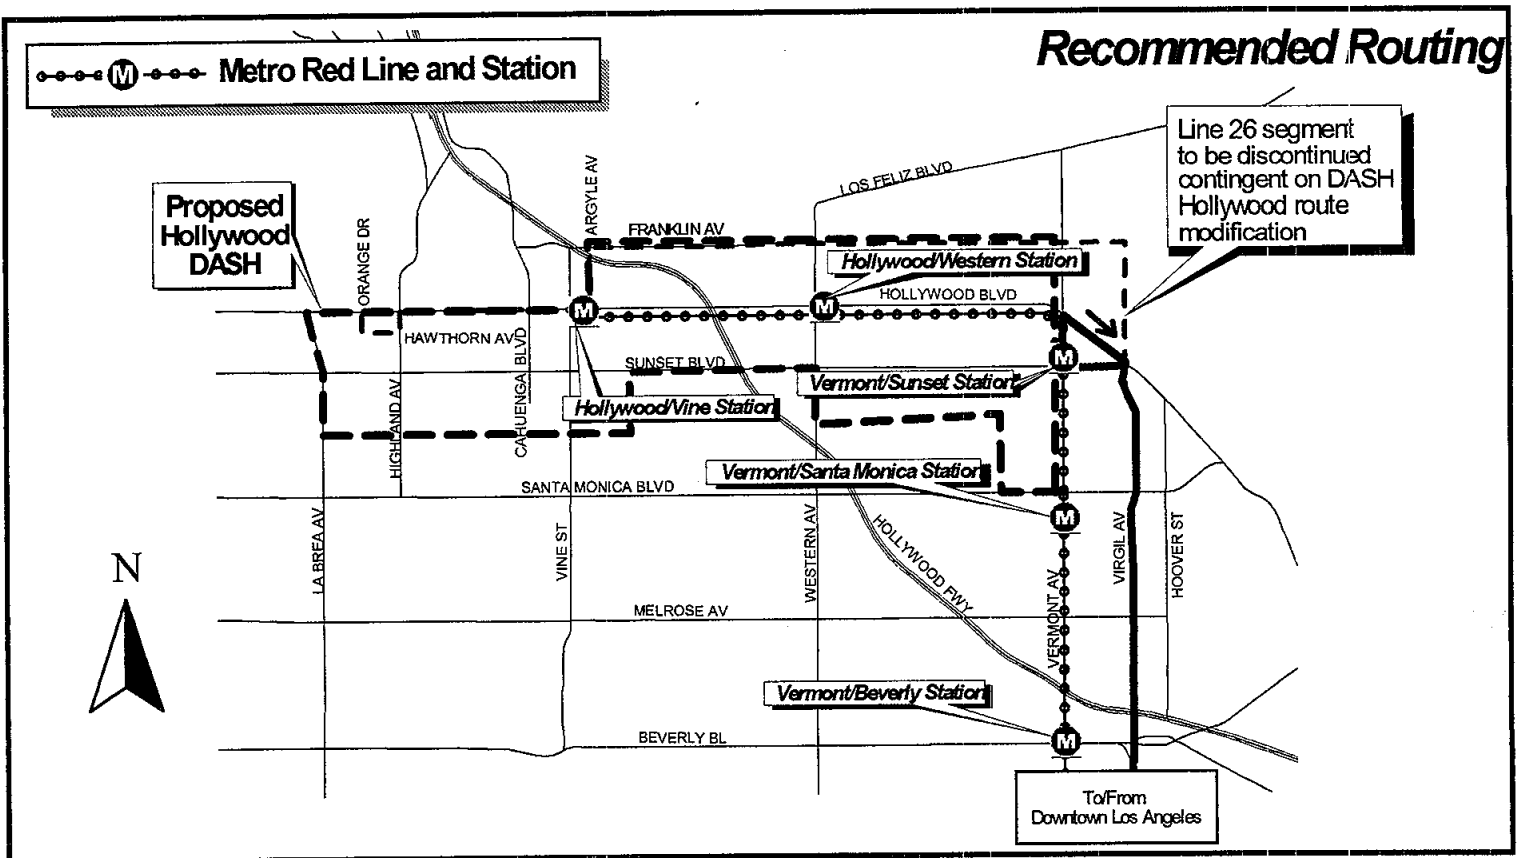 Recommended Routing
M Metro Red Line and Station
Line 26 segment
to be discontinued
contingent on DASH
Hollywood route
modification
Proposed
Hollywood
DASH
ORANGE DR
ARGYLE AV
LOS FELIZ BLVD
FRANKLIN AV
Hollywood/Western Station
HOLLYWOOD BLVD
M
M
HAWTHORN AV
CAHUENGA BLVD
HIGHLAND AV
SUNSET BLVD
M
Vermont/Sunset Station
Hollywood/Vine Station
Vermont/Santa Monica Station
SANTA MONICA BLVD
M
LA BREA AV
VINE ST
WESTERN AV
HOLLYWOOD FWY
VERMONT AV
VIRGIL AV
HOOVER ST
N
MELROSE AV
Vermont/Beverly Station
BEVERLY BL
M
To/From
Downtown Los Angeles